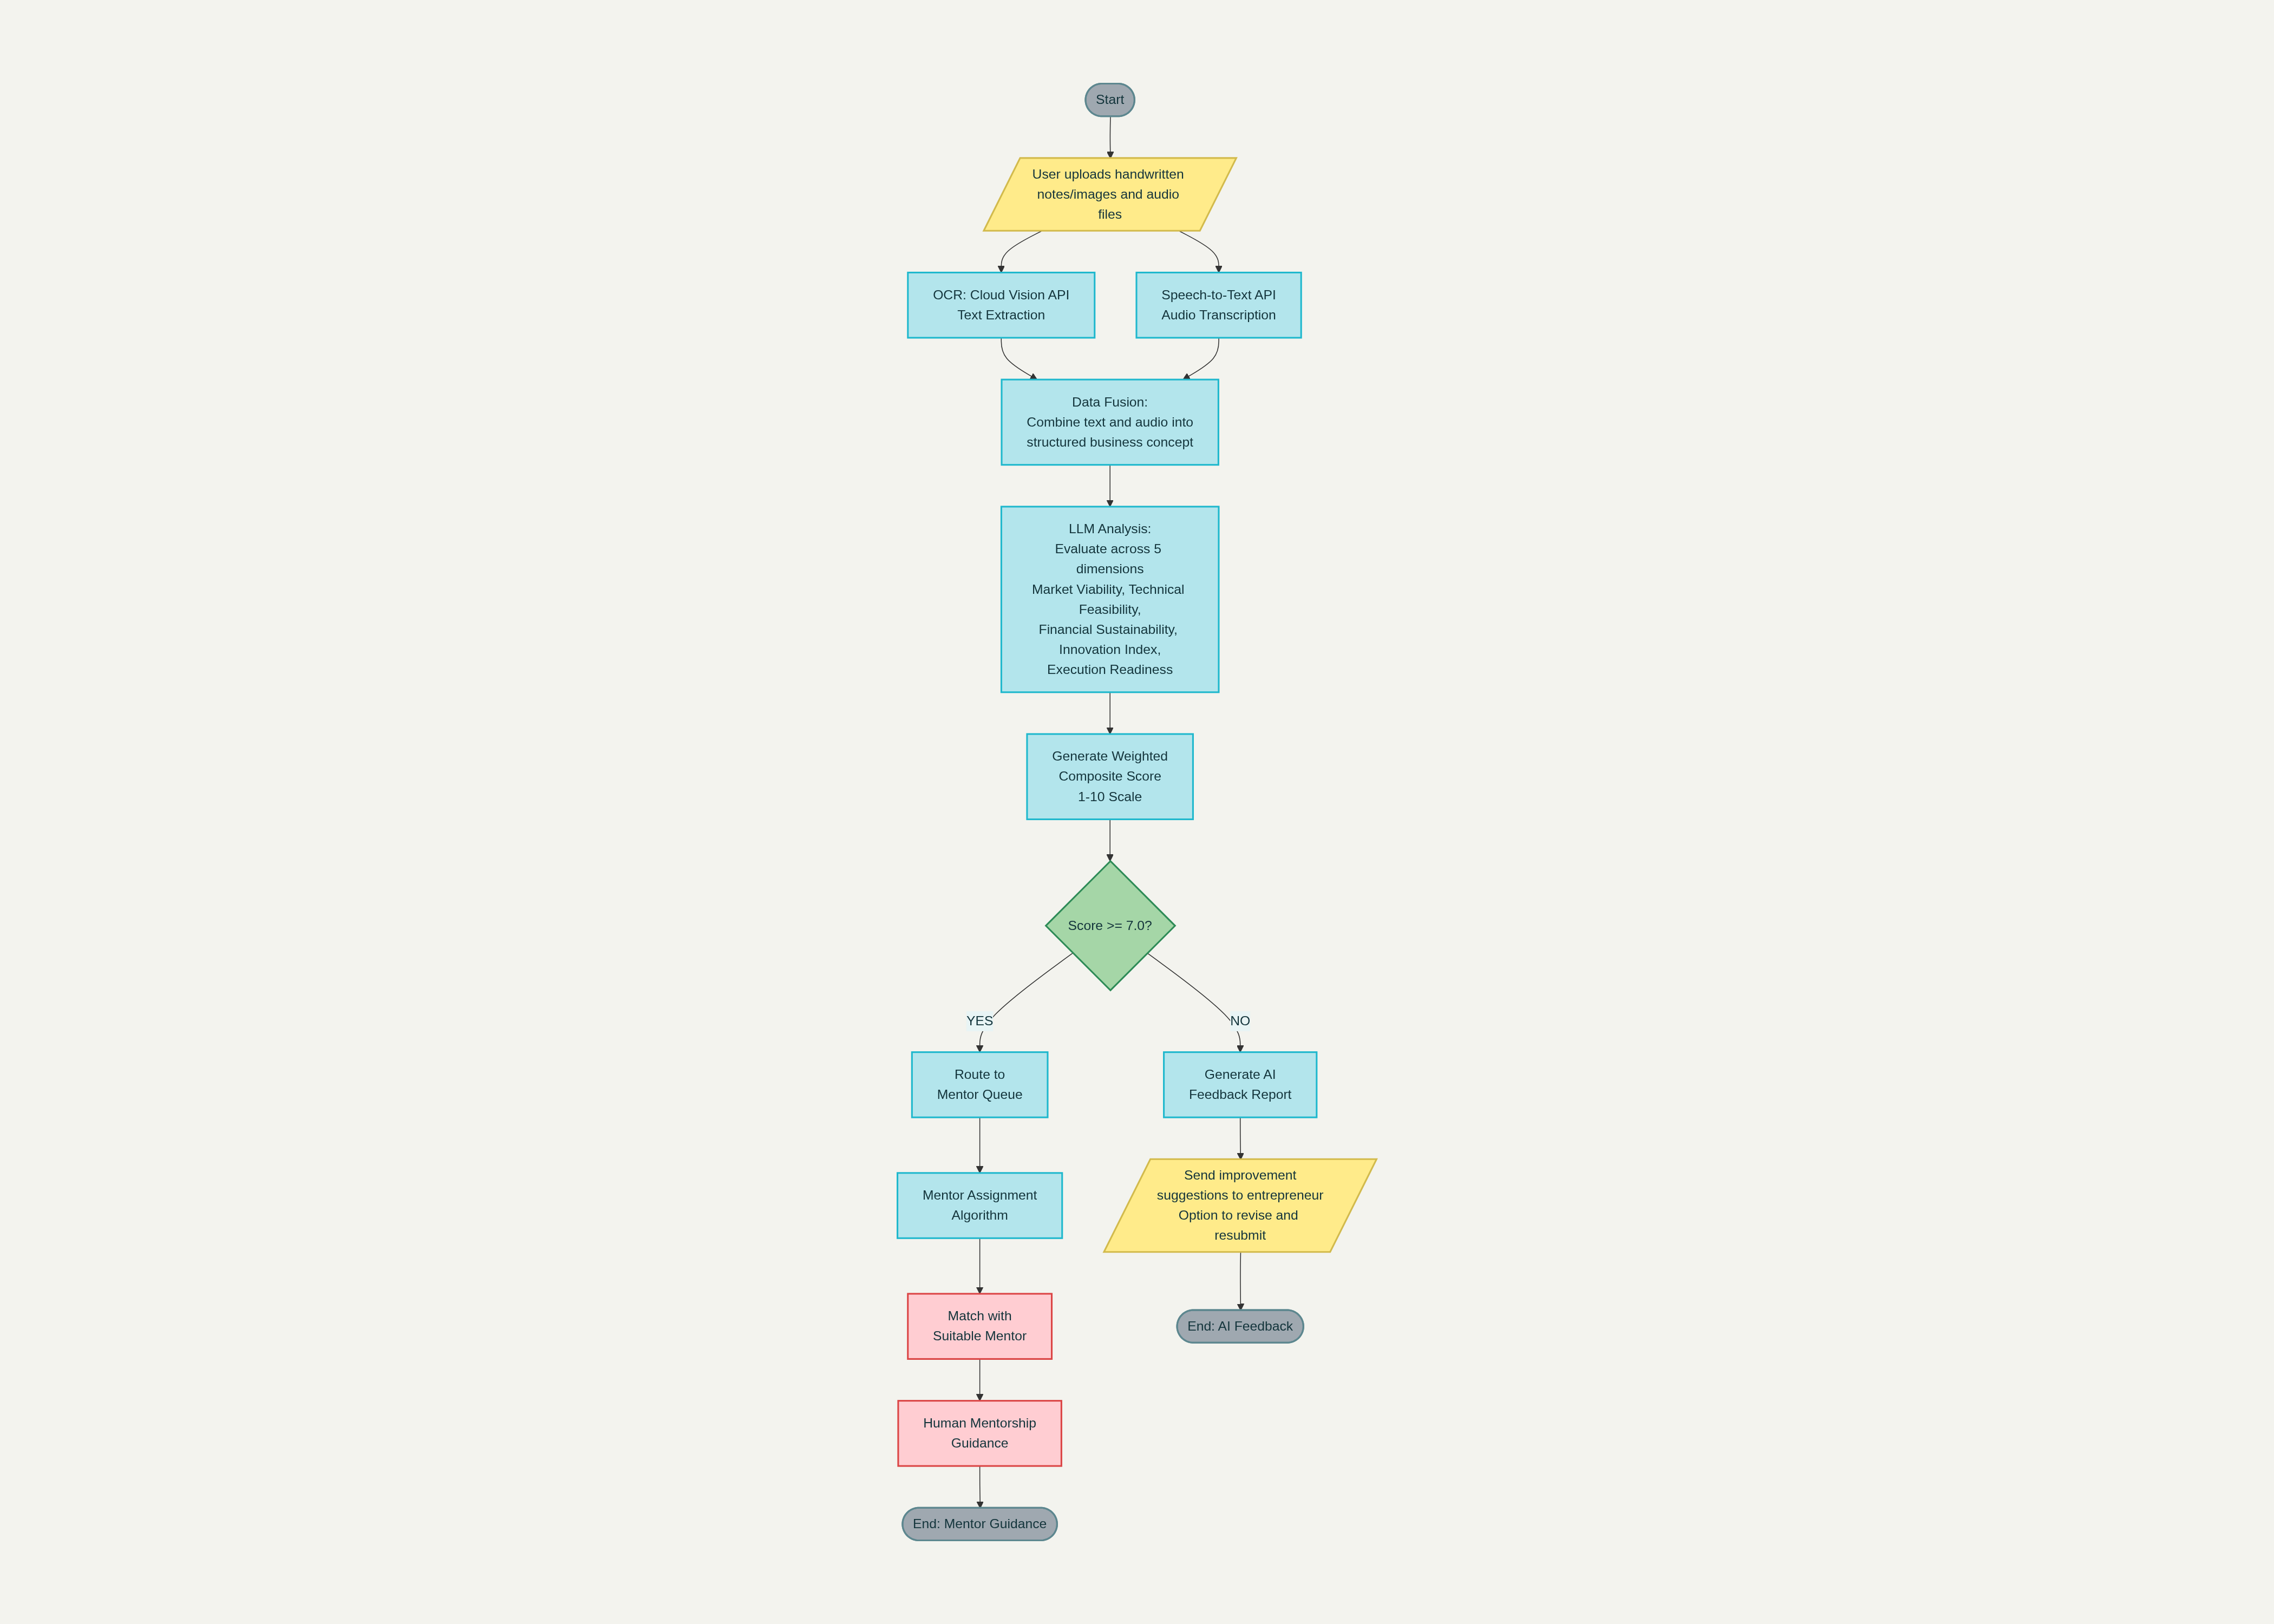 Start
User uploads handwritten
notes/images and audio
files
OCR: Cloud Vision API
Text Extraction
Speech-to-Text API
Audio Transcription
Data Fusion:
Combine text and audio into
structured business concept
LLM Analysis:
Evaluate across 5
dimensions
Market Viability, Technical
Feasibility,
Financial Sustainability,
Innovation Index,
Execution Readiness
Generate Weighted
Composite Score
1-10 Scale
Score >= 7.0?
YES
NO
Route to
Mentor Queue
Generate AI
Feedback Report
Mentor Assignment
Algorithm
Send improvement
suggestions to entrepreneur
Option to revise and
resubmit
Match with
Suitable Mentor
End: AI Feedback
Human Mentorship
Guidance
End: Mentor Guidance